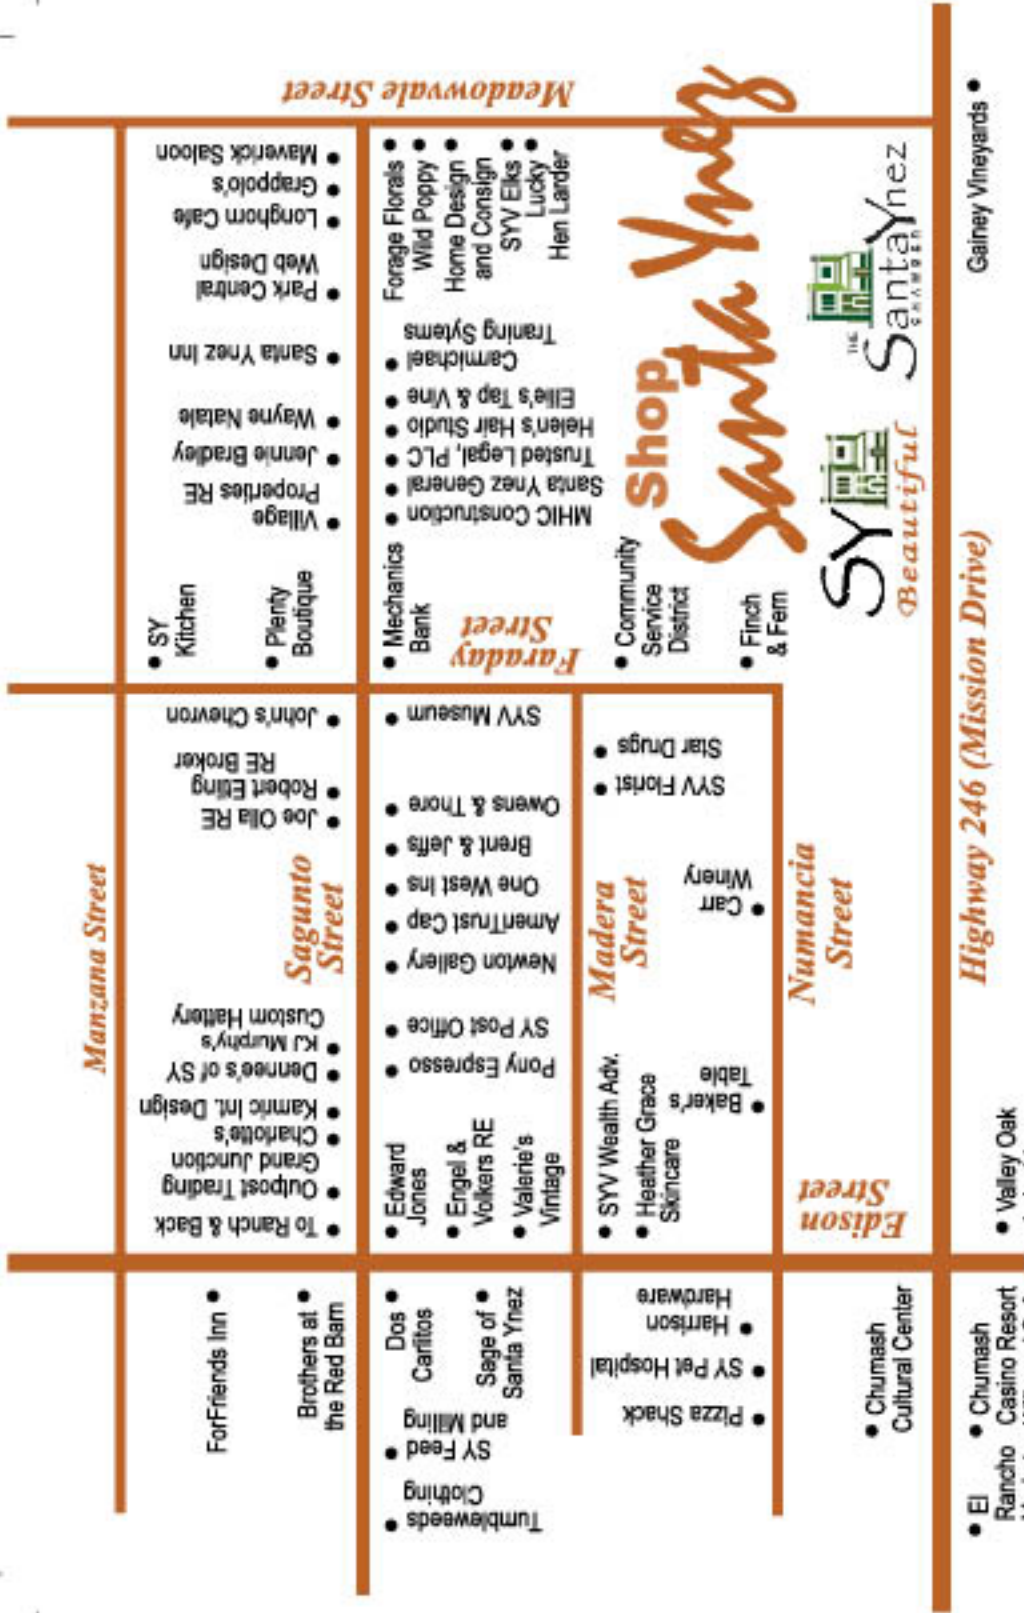 Meadowvale Street
Maverick Saloon
Grappolo's
Longhorn Cafe
Park Central
Web Design
Santa Ynez Inn
Wayne Natale
Jennie Bradley
Village
Properties RE
SY
Kitchen
Plenty
Boutique
Forage Florals
Wild Poppy
Home Design
and Consign
SYV Elks
Lucky
Hen Larder
Carmichael
Traning Sytems
Ellie's Tap & Vine
Helen's Hair Studio
Trusted Legal, PLC
Santa Ynez General
MHIC Construction
Mechanics
Bank
Faraday
Street
Community
Service
District
Finch
& Fern
Shop
Santa Ynez
THE
Santa Ynez
CHAMBER
SY
Beautiful
Gainey Vineyards
Highway 246 (Mission Drive)
Manzana Street
John's Chevron
Robert Etling
RE Broker
Joe Olla RE
Sagunto
Street
KJ Murphy's
Custom Hattery
Dennee's of SY
Kamric Int. Design
Charlotte's
Outpost Trading
Grand Junction
To Ranch & Back
SYV Museum
Owens & Thore
Brent & Jeffs
One West Ins
AmeriTrust Cap
Newton Gallery
SY Post Office
Pony Espresso
Edward
Jones
Engel &
Volkers RE
Valerie's
Vintage
Star Drugs
SYV Florist
Madera
Street
Carr
Winery
SYV Wealth Adv.
Heather Grace
Skincare
Baker's
Table
Numancia
Street
Edison
Street
Valley Oak
ForFriends Inn
Brothers at
the Red Barn
Dos
Carlitos
Sage of
Santa Ynez
SY Feed
and Milling
Tumbleweeds
Clothing
Harrison
Hardware
SY Pet Hospital
Pizza Shack
Chumash
Cultural Center
Chumash
Casino Resort
El
Rancho